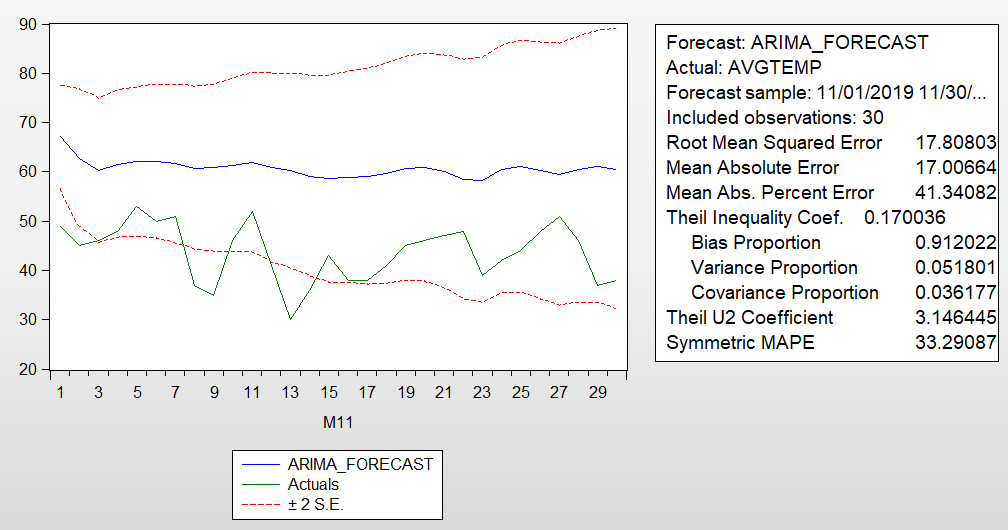 90
80
70
60
50
40
30
20
1 3 5 7 9 11 13 15 17 19 21 23 25 27 29
M11
ARIMA_FORECAST
Actuals
± 2 S.E.
Forecast: ARIMA_FORECAST
Actual: AVGTEMP
Forecast sample: 11/01/2019 11/30/...
Included observations: 30
Root Mean Squared Error 17.80803
Mean Absolute Error 17.00664
Mean Abs. Percent Error 41.34082
Theil Inequality Coef. 0.170036
Bias Proportion 0.912022
Variance Proportion 0.051801
Covariance Proportion 0.036177
Theil U2 Coefficient 3.146445
Symmetric MAPE 33.29087